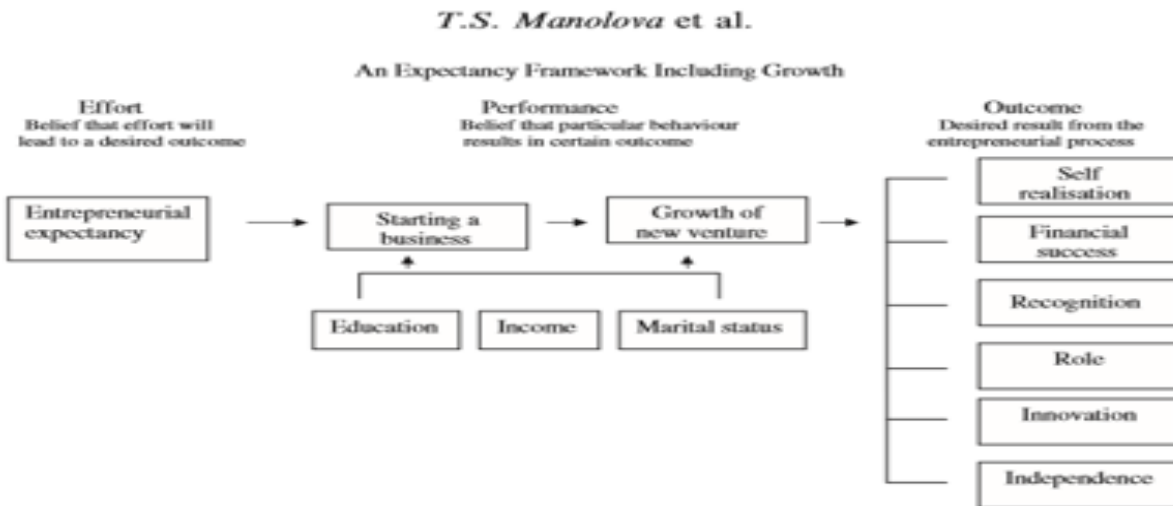 T.S. Manolova et al.
An Expectancy Framework Including Growth
Effort
Belief that effort will
lead to a desired outcome
Performance
Belief that particular behaviour
results in certain outcome
Outcome
Desired result from the
entrepreneurial process
Entrepreneurial
expectancy
Starting a
business
Growth of
new venture
Education
Income
Marital status
Self
realisation
Financial
success
Recognition
Role
Innovation
Independence